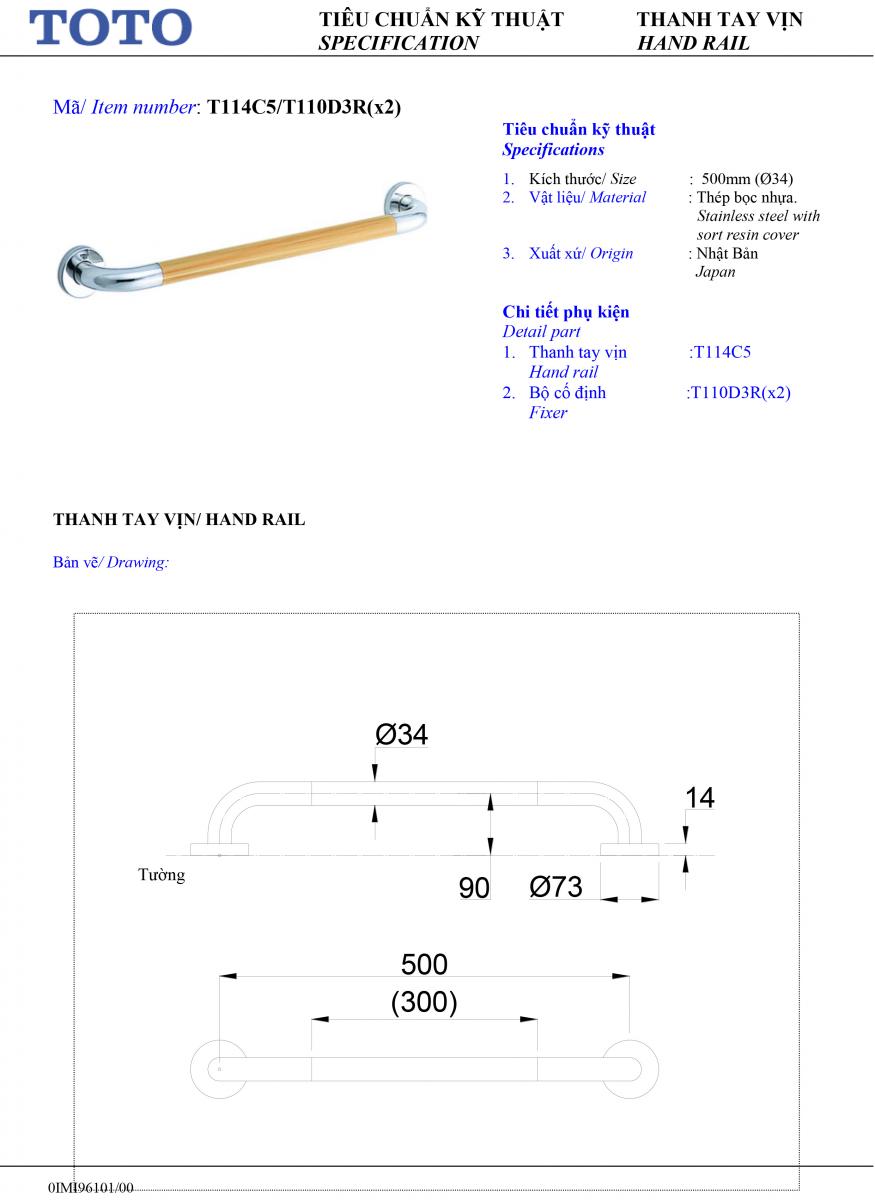 TOTO
TIÊU CHUẨN KỸ THUẬT THANH TAY VỊN
SPECIFICATION HAND RAIL
Mã/ Item number: T114C5/T110D3R(x2)
Tiêu chuẩn kỹ thuật
Specifications
1. Kích thước/ Size : 500mm (Ø34)
2. Vật liệu/ Material : Thép bọc nhựa.
Stainless steel with
sort resin cover
3. Xuất xứ/ Origin : Nhật Bản
Japan
Chi tiết phụ kiện
Detail part
1. Thanh tay vịn :T114C5
Hand rail
2. Bộ cố định :T110D3R(x2)
Fixer
THANH TAY VỊN/ HAND RAIL
Bản vẽ/ Drawing:
Ø34
14
Tường
90 Ø73
500
(300)
0IMI96101/00